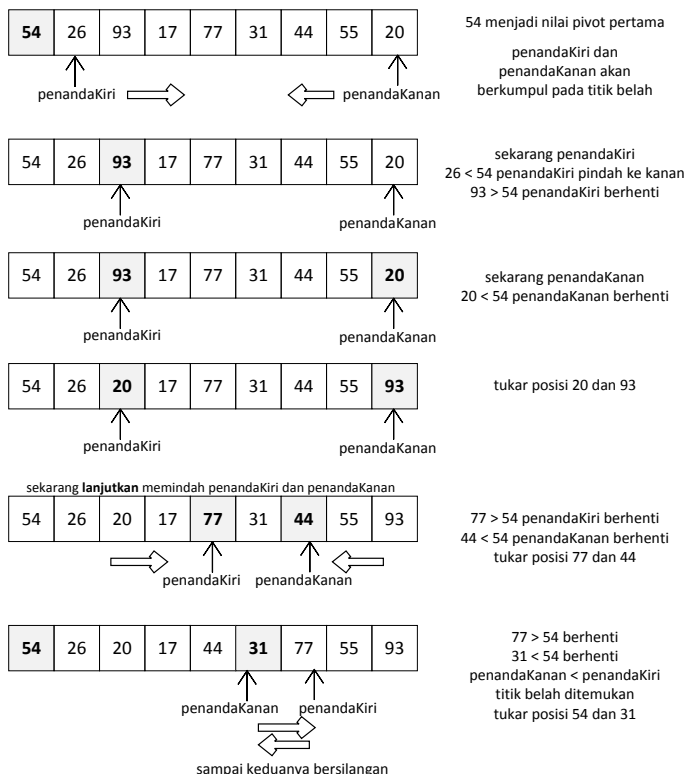 54 26 93 17 77 31 44 55 20
penandaKiri penandaKanan
54 menjadi nilai pivot pertama
penandaKiri dan
penandaKanan akan
berkumpul pada titik belah
54 26 93 17 77 31 44 55 20
penandaKiri penandaKanan
sekarang penandaKiri
26 < 54 penandaKiri pindah ke kanan
93 > 54 penandaKiri berhenti
54 26 93 17 77 31 44 55 20
penandaKiri penandaKanan
sekarang penandaKanan
20 < 54 penandaKanan berhenti
54 26 20 17 77 31 44 55 93
penandaKiri penandaKanan
tukar posisi 20 dan 93
sekarang lanjutkan memindah penandaKiri dan penandaKanan
54 26 20 17 77 31 44 55 93
penandaKiri penandaKanan
77 > 54 penandaKiri berhenti
44 < 54 penandaKanan berhenti
tukar posisi 77 dan 44
54 26 20 17 44 31 77 55 93
penandaKanan penandaKiri
sampai keduanya bersilangan
77 > 54 berhenti
31 < 54 berhenti
penandaKanan < penandaKiri
titik belah ditemukan
tukar posisi 54 dan 31